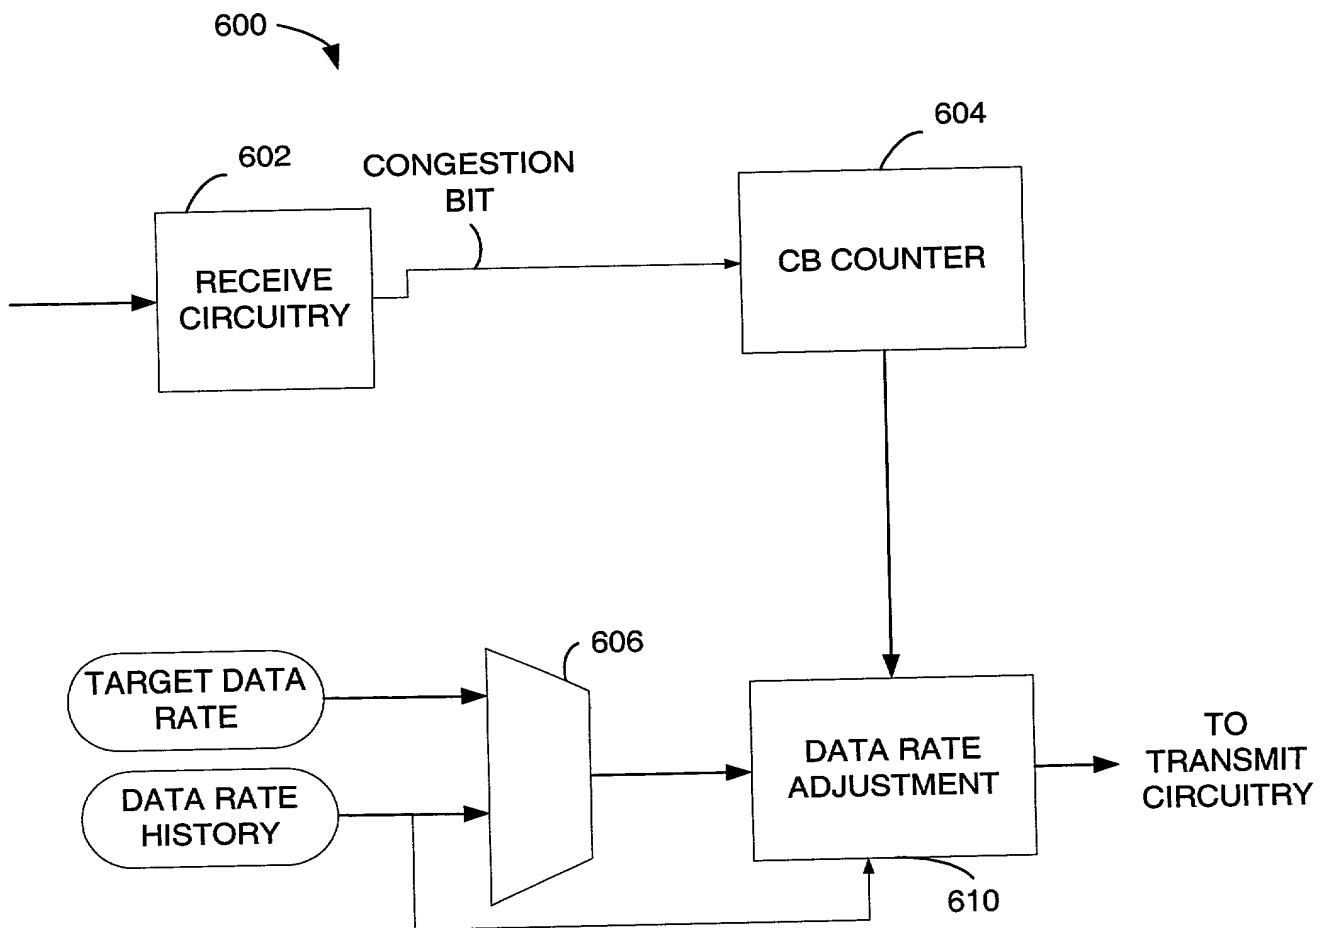 600
604
602
CONGESTION
BIT
RECEIVE
CIRCUITRY
CB COUNTER
606
TARGET DATA
RATE
DATA RATE
HISTORY
DATA RATE
ADJUSTMENT
TO
TRANSMIT
CIRCUITRY
610